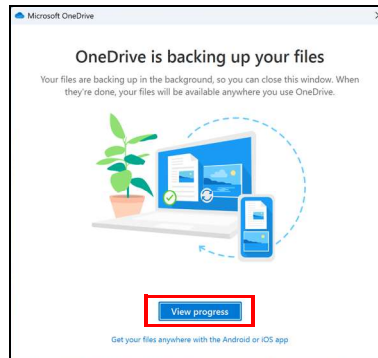 Microsoft OneDrive
OneDrive is backing up your files
Your files are backing up in the background, so you can close this window. When
they're done, your files will be available anywhere you use OneDrive.
View progress
Get your files anywhere with the Android or iOS app